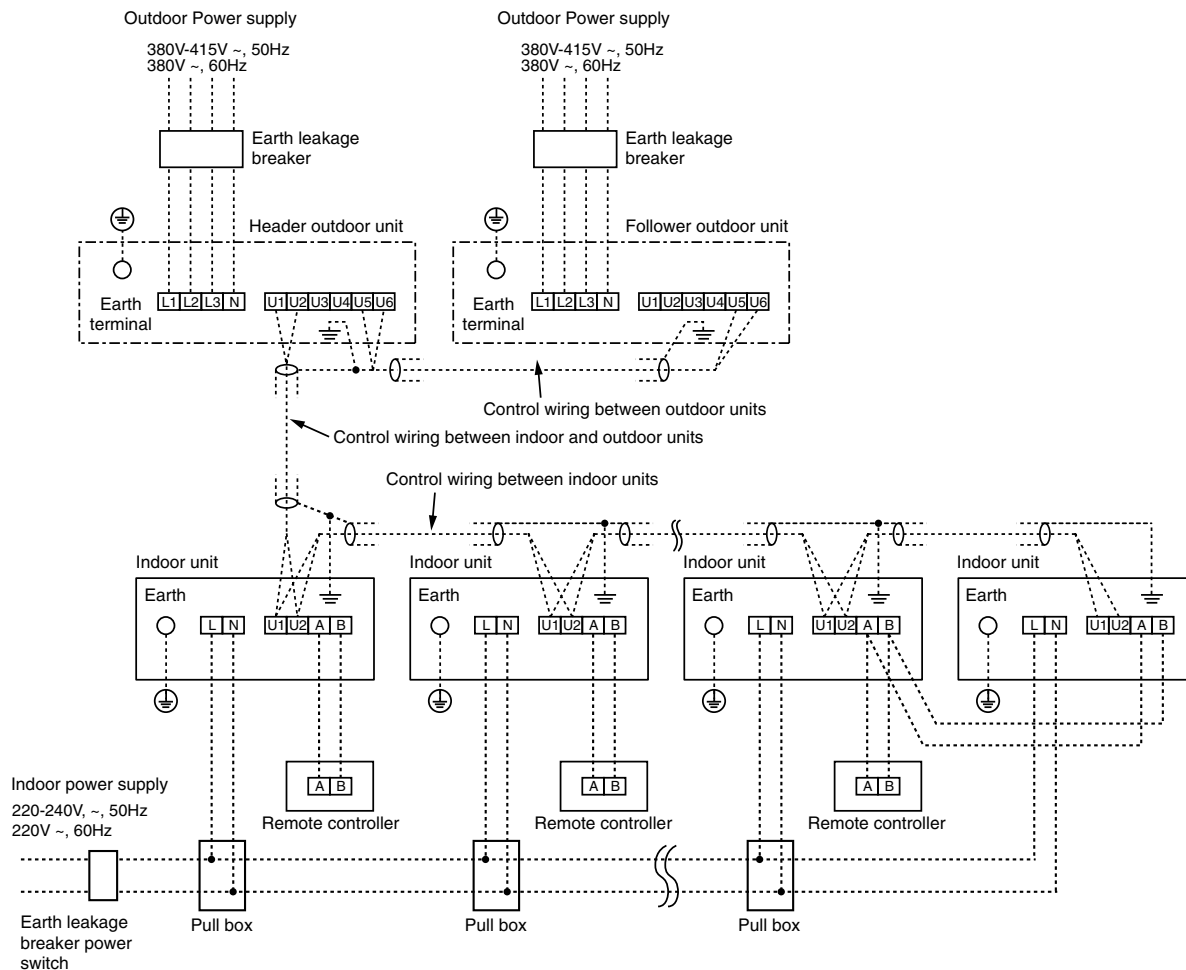 Outdoor Power supply
380V-415V ~, 50Hz
380V ~, 60Hz
Earth leakage
breaker
Header outdoor unit
Earth
terminal
L1 L2 L3 N
U1 U2 U3 U4 U5 U6
Outdoor Power supply
380V-415V ~, 50Hz
380V ~, 60Hz
Earth leakage
breaker
Follower outdoor unit
Earth
terminal
L1 L2 L3 N
U1 U2 U3 U4 U5 U6
Control wiring between outdoor units
Control wiring between indoor and outdoor units
Control wiring between indoor units
Indoor unit
Earth
L N
U1 U2 A B
Indoor unit
Earth
L N
U1 U2 A B
Indoor unit
Earth
L N
U1 U2 A B
Indoor unit
Earth
L N
U1 U2 A B
A B
Remote controller
A B
Remote controller
A B
Remote controller
Indoor power supply
220-240V, ~, 50Hz
220V ~, 60Hz
Earth leakage
breaker power
switch
Pull box
Pull box
Pull box